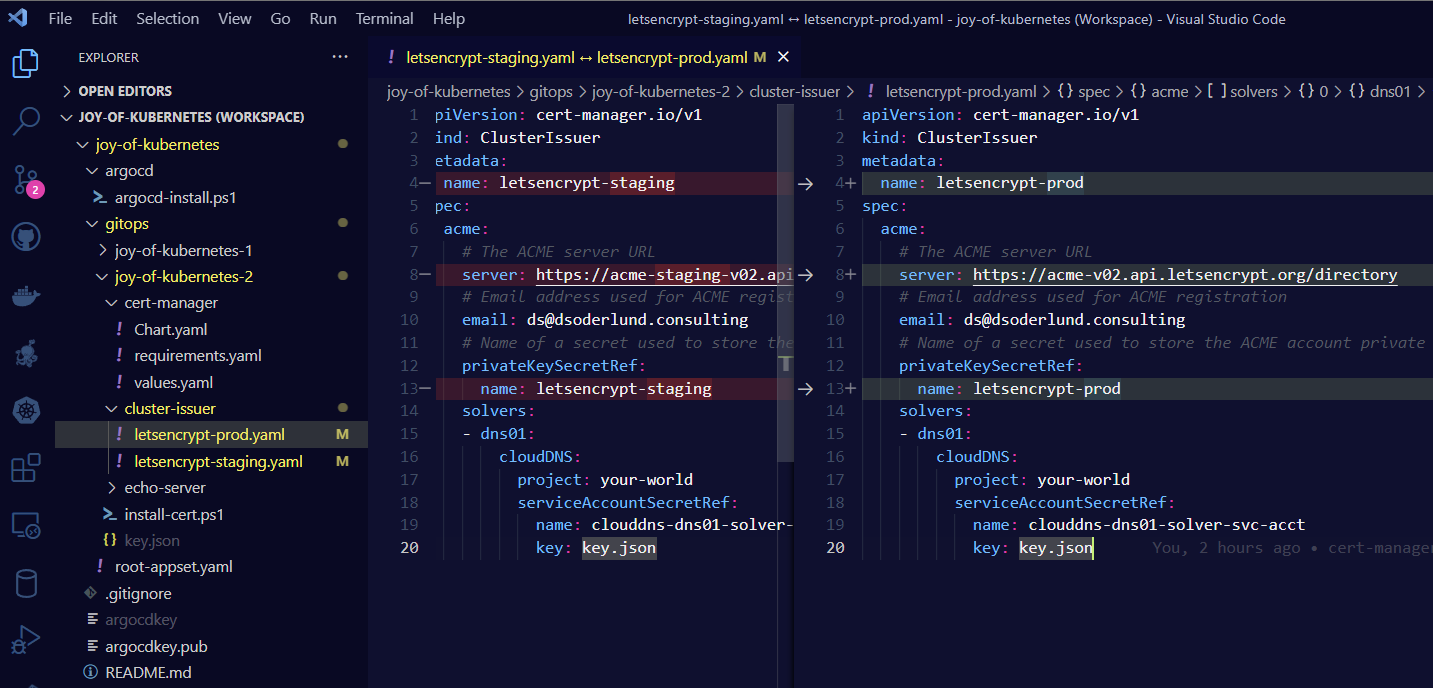 File Edit Selection View Go Run Terminal Help letsencrypt-staging.yaml ↔ letsencrypt-prod.yaml - joy-of-kubernetes (Workspace) - Visual Studio Code
EXPLORER ···
OPEN EDITORS
JOY-OF-KUBERNETES (WORKSPACE)
joy-of-kubernetes
argocd
argocd-install.ps1
gitops
joy-of-kubernetes-1
joy-of-kubernetes-2
cert-manager
! Chart.yaml
! requirements.yaml
! values.yaml
cluster-issuer
! letsencrypt-prod.yaml M
! letsencrypt-staging.yaml M
echo-server
install-cert.ps1
{} key.json
! root-appset.yaml
.gitignore
argocdkey
argocdkey.pub
README.md
2
! letsencrypt-staging.yaml ↔ letsencrypt-prod.yaml M ×
joy-of-kubernetes > gitops > joy-of-kubernetes-2 > cluster-issuer > ! letsencrypt-prod.yaml > {} spec > {} acme > [ ] solvers > {} 0 > {} dns01 >
1 piVersion: cert-manager.io/v1
2 ind: ClusterIssuer
3 etadata:
4− name: letsencrypt-staging
5 pec:
6 acme:
7 # The ACME server URL
8− server: https://acme-staging-v02.api
9 # Email address used for ACME regist
10 email: ds@dsoderlund.consulting
11 # Name of a secret used to store the
12 privateKeySecretRef:
13− name: letsencrypt-staging
14 solvers:
15 - dns01:
16 cloudDNS:
17 project: your-world
18 serviceAccountSecretRef:
19 name: clouddns-dns01-solver-
20 key: key.json
1 apiVersion: cert-manager.io/v1
2 kind: ClusterIssuer
3 metadata:
4+ name: letsencrypt-prod
5 spec:
6 acme:
7 # The ACME server URL
8+ server: https://acme-v02.api.letsencrypt.org/directory
9 # Email address used for ACME registration
10 email: ds@dsoderlund.consulting
11 # Name of a secret used to store the ACME account private
12 privateKeySecretRef:
13+ name: letsencrypt-prod
14 solvers:
15 - dns01:
16 cloudDNS:
17 project: your-world
18 serviceAccountSecretRef:
19 name: clouddns-dns01-solver-svc-acct
20 key: key.json You, 2 hours ago • cert-manager